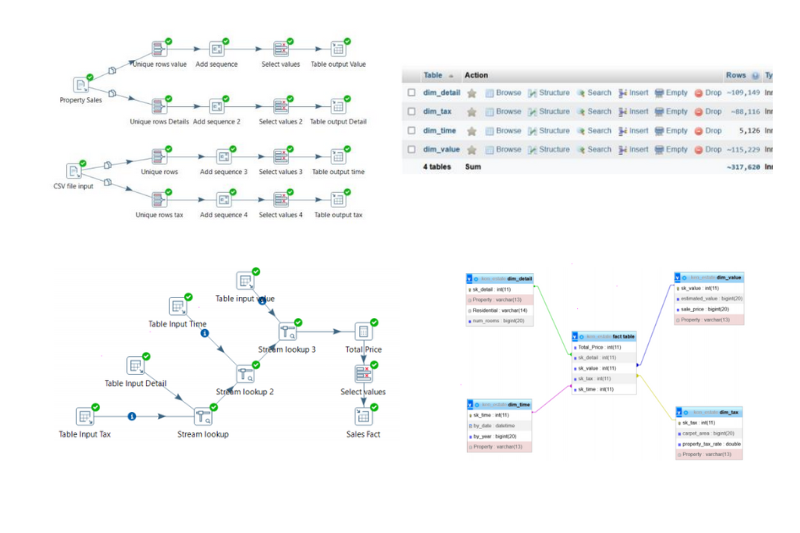 Unique rows value
Add sequence
Select values
Table output Value
Property Sales
Unique rows Details
Add sequence 2
Select values 2
Table output Detail
Unique rows
Add sequence 3
Select values 3
Table output time
CSV file input
Unique rows tax
Add sequence 4
Select values 4
Table output tax
Table Action Rows Ty
dim_detail Browse Structure Search Insert Empty Drop ~109,149 Inn
dim_tax Browse Structure Search Insert Empty Drop ~88,116 Inn
dim_time Browse Structure Search Insert Empty Drop 5,126 Inn
dim_value Browse Structure Search Insert Empty Drop ~115,229 Inn
4 tables Sum ~317,620 Inn
Table input value
Table Input Time
Stream lookup 3
Total Price
Table Input Detail
Stream lookup 2
Select values
Table Input Tax
Stream lookup
Sales Fact
dim_detail
sk_detail : int(11)
Property : varchar(13)
Residential : varchar(14)
num_rooms : bigint(20)
dim_value
sk_value : int(11)
estimated_value : bigint(20)
sale_price : bigint(20)
Property : varchar(13)
fact table
Total_Price : int(11)
sk_detail : int(11)
sk_value : int(11)
sk_tax : int(11)
sk_time : int(11)
dim_time
sk_time : int(11)
by_date : datetime
by_year : bigint(20)
Property : varchar(13)
dim_tax
sk_tax : int(11)
carpet_area : bigint(20)
property_tax_rate : double
Property : varchar(13)